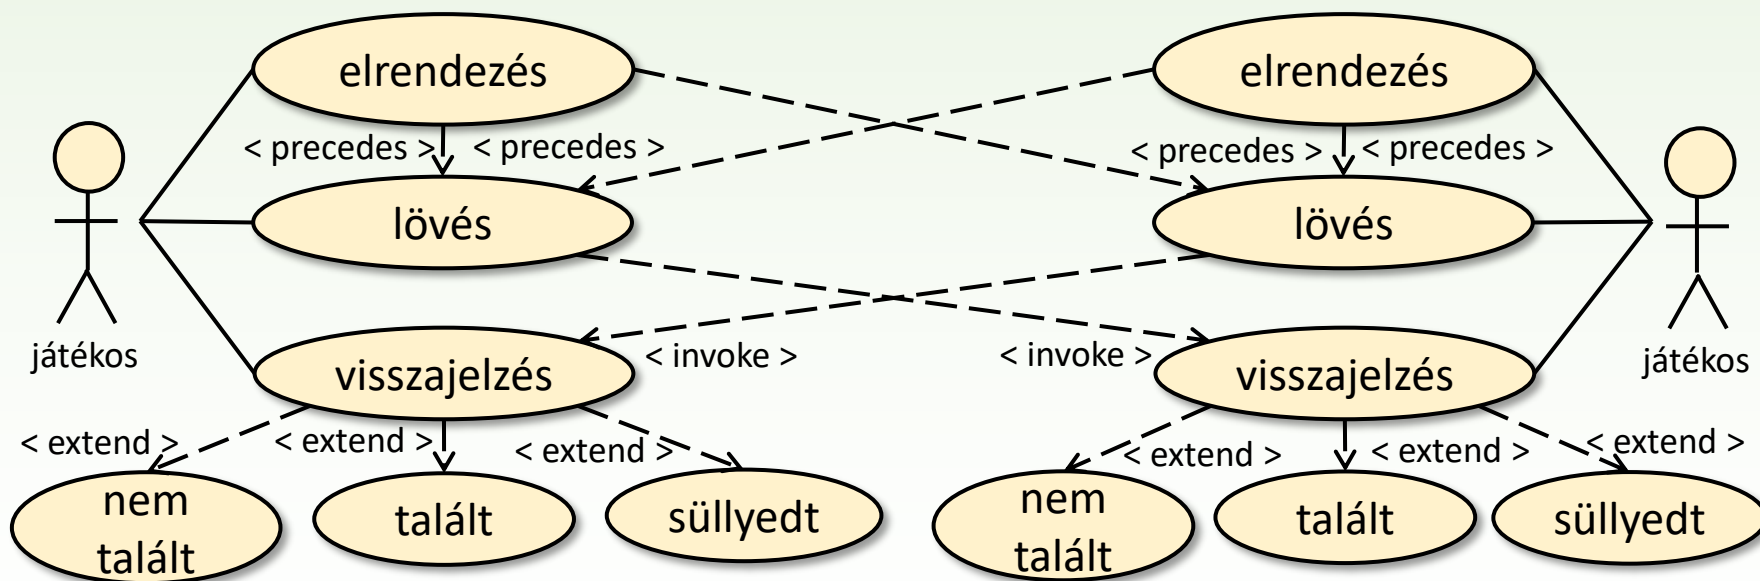 elrendezés
elrendezés
< precedes >
< precedes >
< precedes >
< precedes >
lövés
lövés
játékos
játékos
visszajelzés
< invoke >
< invoke >
visszajelzés
< extend >
< extend >
< extend >
< extend >
< extend >
< extend >
nem
talált
talált
süllyedt
nem
talált
talált
süllyedt